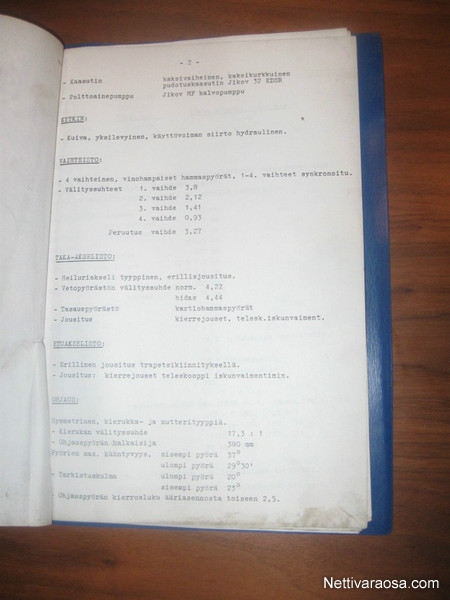 - 2 -
- Kaasutin kaksivaiheinen, kaksikurkkuinen
pudotuskaasutin Jikov 32 EDSR
- Polttoainepumppu Jikov MF kalvopumppu
KYTKIN:
- Kuiva, yksilevyinen, käyttövoiman siirto hydraulinen.
VAIHTEISTO:
- 4 vaihteinen, vinohampaiset hammaspyörät, 1-4. vaihteet synkronoitu.
- Välityssuhteet 1. vaihde 3,8
2. vaihde 2,12
3. vaihde 1,41
4. vaihde 0,93
Peruutus vaihde 3,27
TAKA-AKSELISTO:
- Heiluriakseli tyyppinen, erillisjousitus.
- Vetopyörästön välityssuhde norm. 4,22
hidas 4,44
- Tasauspyörästö kartiohammaspyörät
- Jousitus kierrejouset, telesk.iskunvaiment.
ETUAKSELISTO:
- Erillinen jousitus trapetsikiinnityksellä.
- Jousitus: kierrejouset teleskooppi iskunvaimentimin.
OHJAUS:
Symmetrinen, kierukka- ja mutterityyppiä.
- Kierukan välityssuhde 17,3 : 1
- Ohjauspyörän halkaisija 380 mm
Pyörien max. kääntyvyys, sisempi pyörä 37°
ulompi pyörä 29°30'
- Tarkistuskulma ulompi pyörä 20°
sisempi pyörä 23°
- Ohjauspyörän kierrosluku ääriasennosta toiseen 2,5.
Nettivaraosa.com